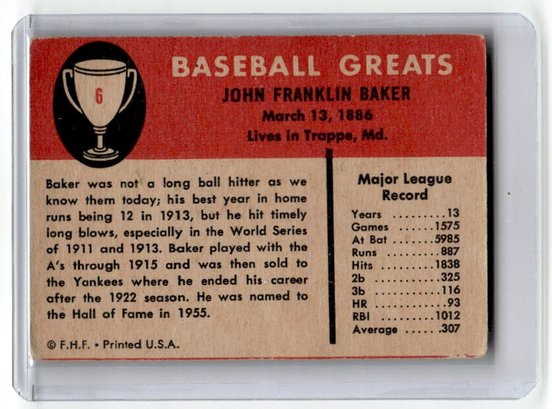 6
BASEBALL GREATS
JOHN FRANKLIN BAKER
March 13, 1886
Lives in Trappe, Md.
Baker was not a long ball hitter as we
know them today; his best year in home
runs being 12 in 1913, but he hit timely
long blows, especially in the World Series
of 1911 and 1913. Baker played with the
A's through 1915 and was then sold to
the Yankees where he ended his career
after the 1922 season. He was named to
the Hall of Fame in 1955.
© F.H.F. • Printed U.S.A.
Major League
Record
Years .......... 13
Games ....... 1575
At Bat ....... 5985
Runs .......... 887
Hits ........... 1838
2b .............. 325
3b .............. 116
HR ............... 93
RBI ............ 1012
Average ..... .307